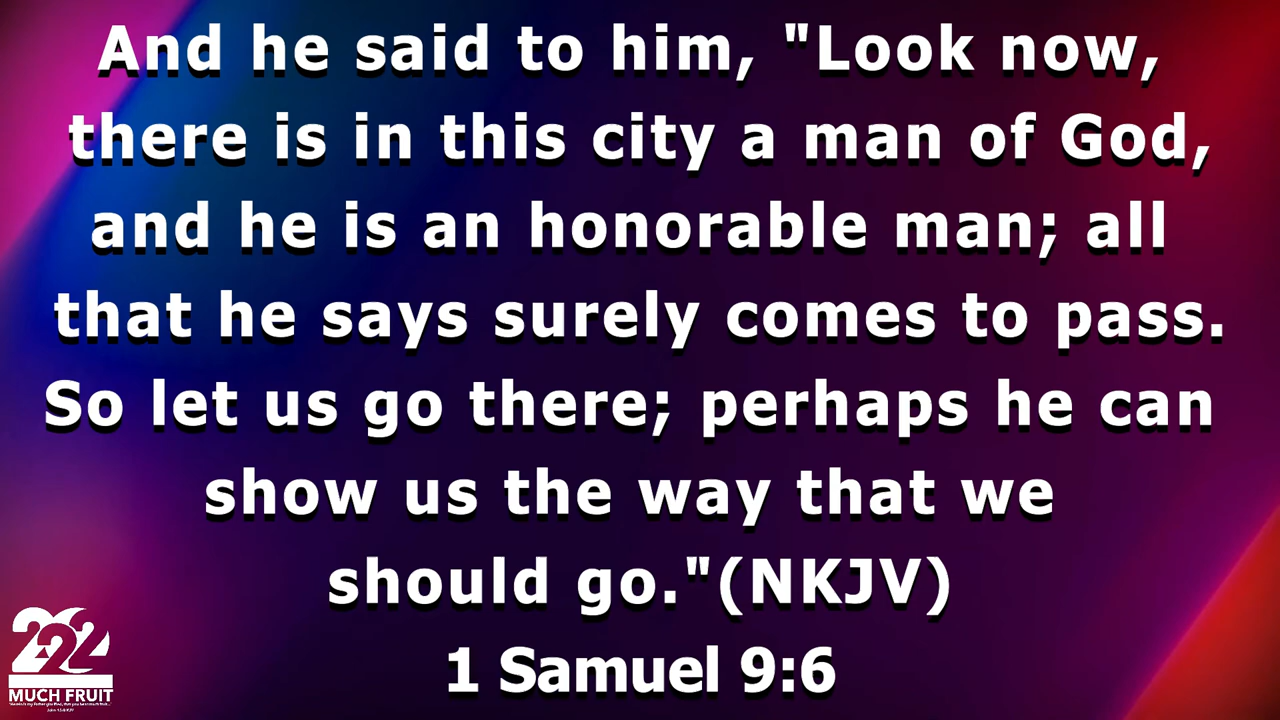 And he said to him, "Look now,
there is in this city a man of God,
and he is an honorable man; all
that he says surely comes to pass.
So let us go there; perhaps he can
show us the way that we
should go."(NKJV)
1 Samuel 9:6
222
MUCH FRUIT